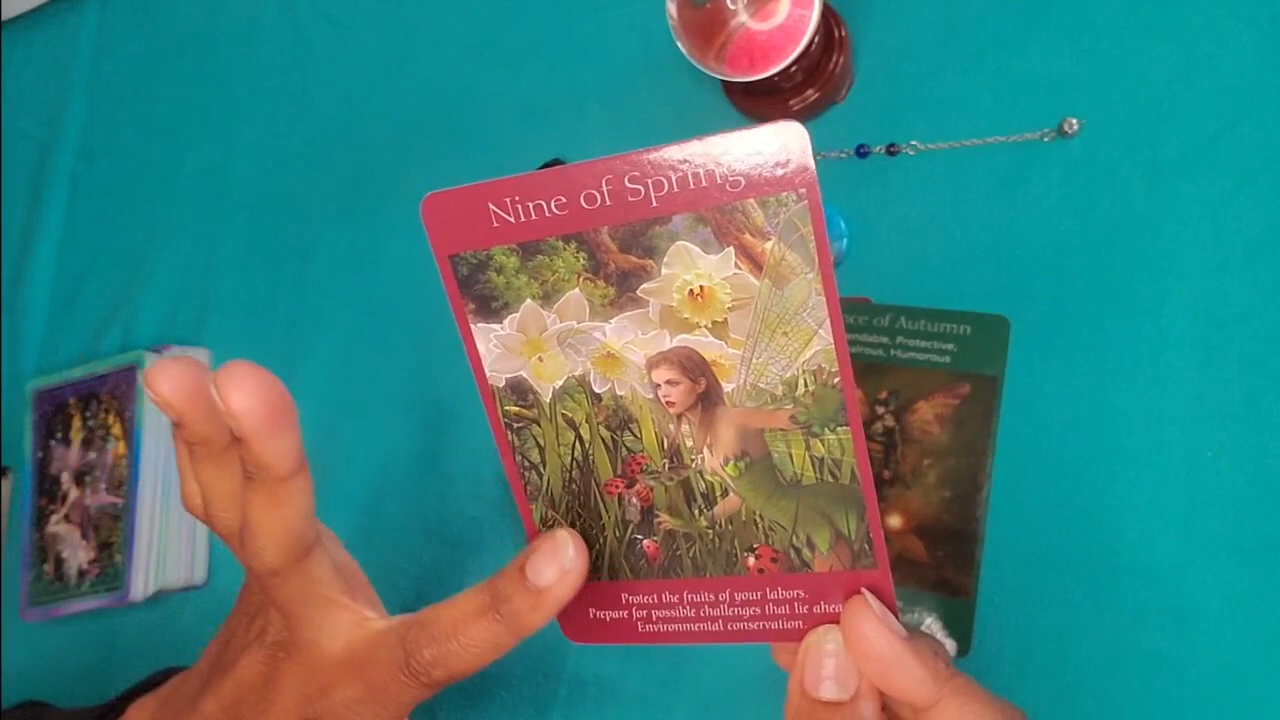 Nine of Spring
Protect the fruits of your labors.
Prepare for possible challenges that lie
Environmental conservation.
of Autumn
Protective,
Humorous